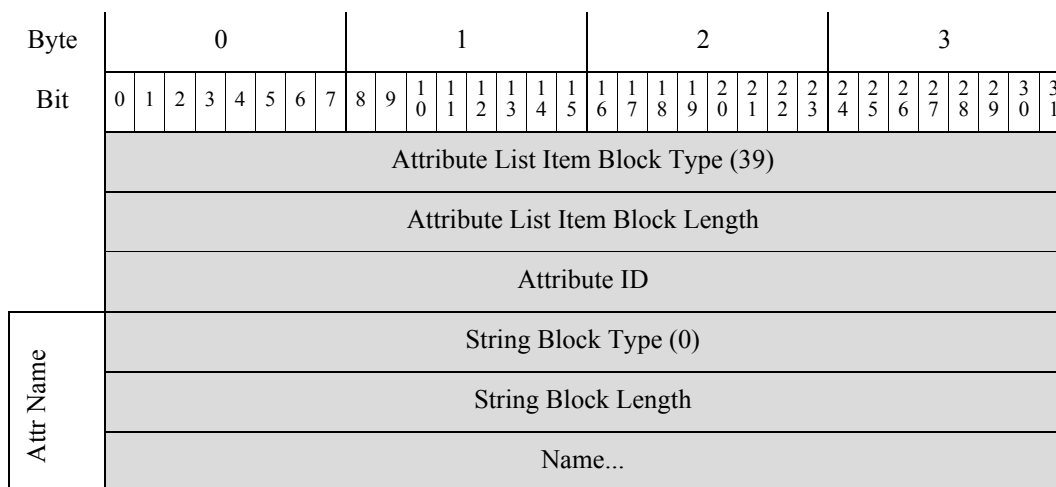 Byte 0 1 2 3
Bit 0 1 2 3 4 5 6 7 8 9 10 11 12 13 14 15 16 17 18 19 20 21 22 23 24 25 26 27 28 29 30 31
Attribute List Item Block Type (39)
Attribute List Item Block Length
Attribute ID
Attr Name
String Block Type (0)
String Block Length
Name...